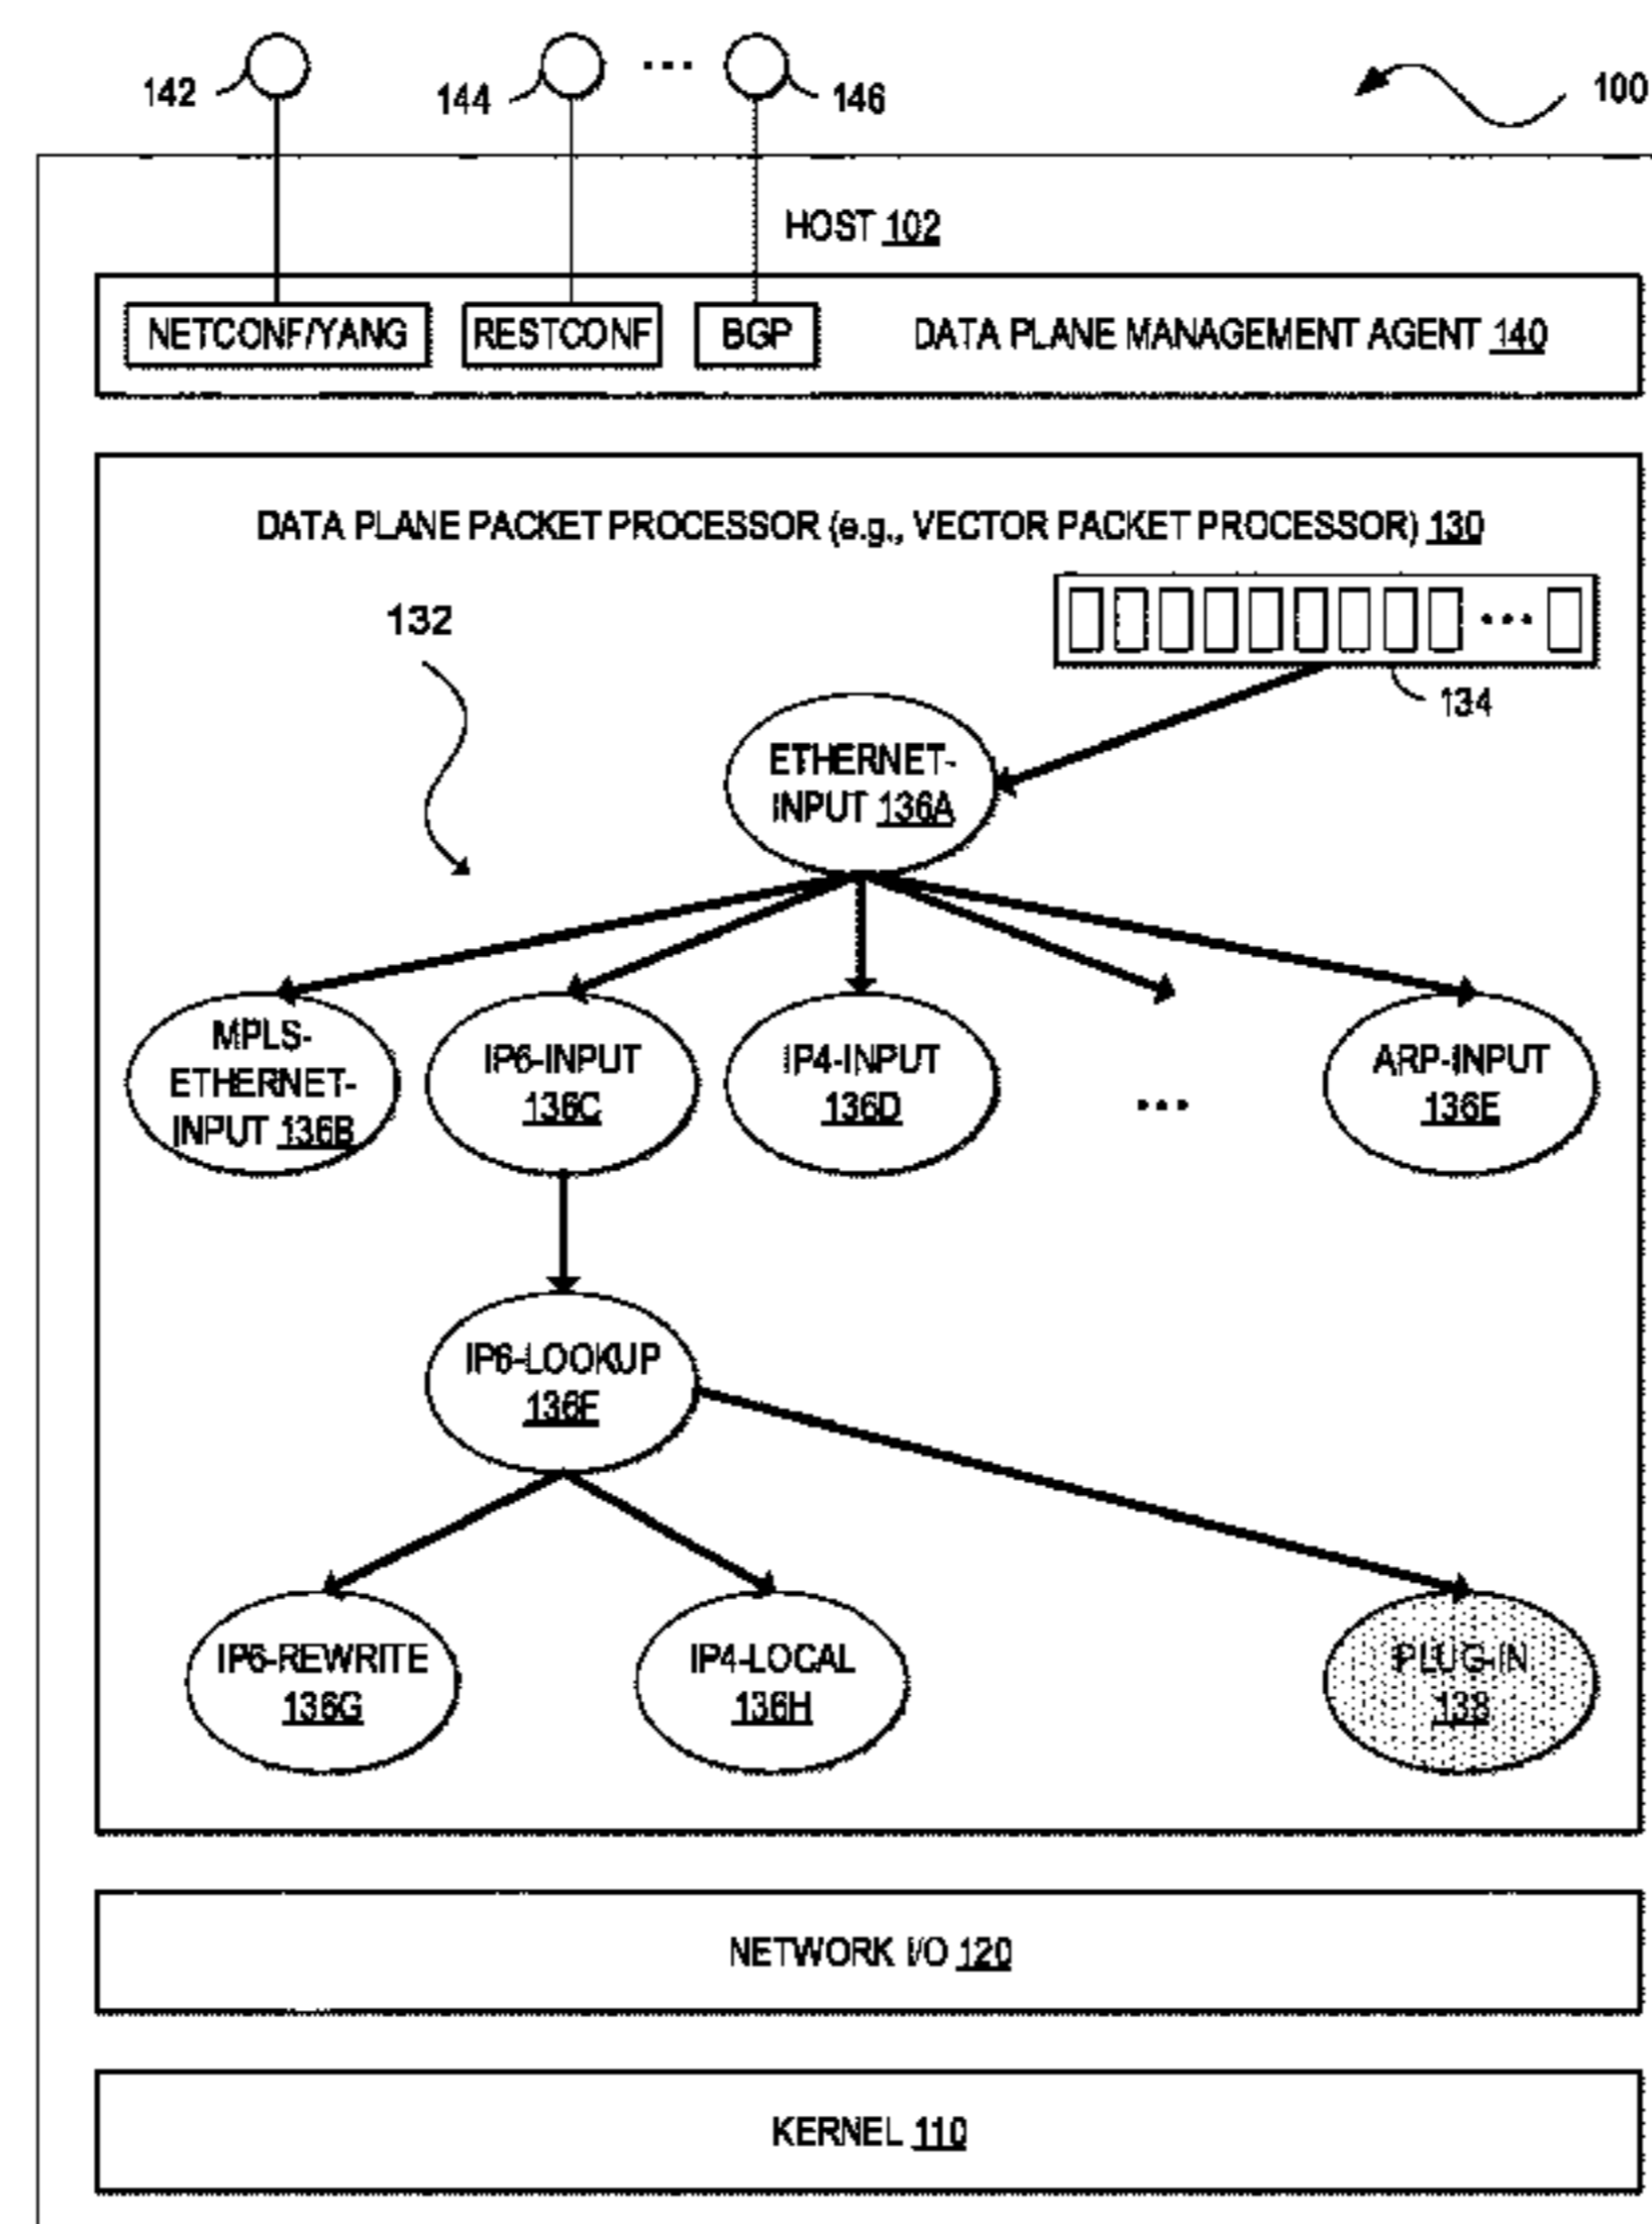 142
144
...
146
100
HOST 102
NETCONF/YANG
RESTCONF
BGP
DATA PLANE MANAGEMENT AGENT 140
DATA PLANE PACKET PROCESSOR (e.g., VECTOR PACKET PROCESSOR) 130
132
...
134
ETHERNET-
INPUT 136A
MPLS-
ETHERNET-
INPUT 136B
IP6-INPUT
136C
IP4-INPUT
136D
...
ARP-INPUT
136E
IP6-LOOKUP
136F
IP6-REWRITE
136G
IP4-LOCAL
136H
PLUG-IN
138
NETWORK I/O 120
KERNEL 110